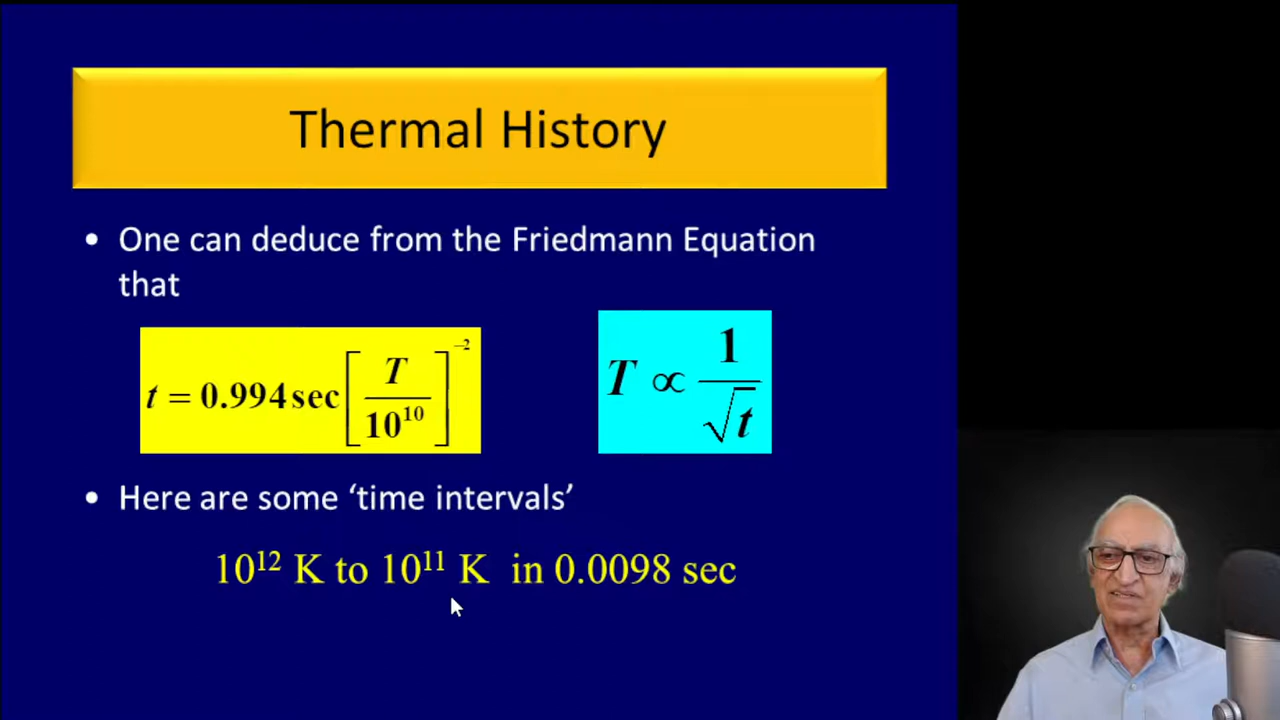 Thermal History
• One can deduce from the Friedmann Equation
that
t = 0.994 sec [T/10¹⁰]⁻²
T ∝ 1/√t
• Here are some ‘time intervals’
10¹² K to 10¹¹ K in 0.0098 sec